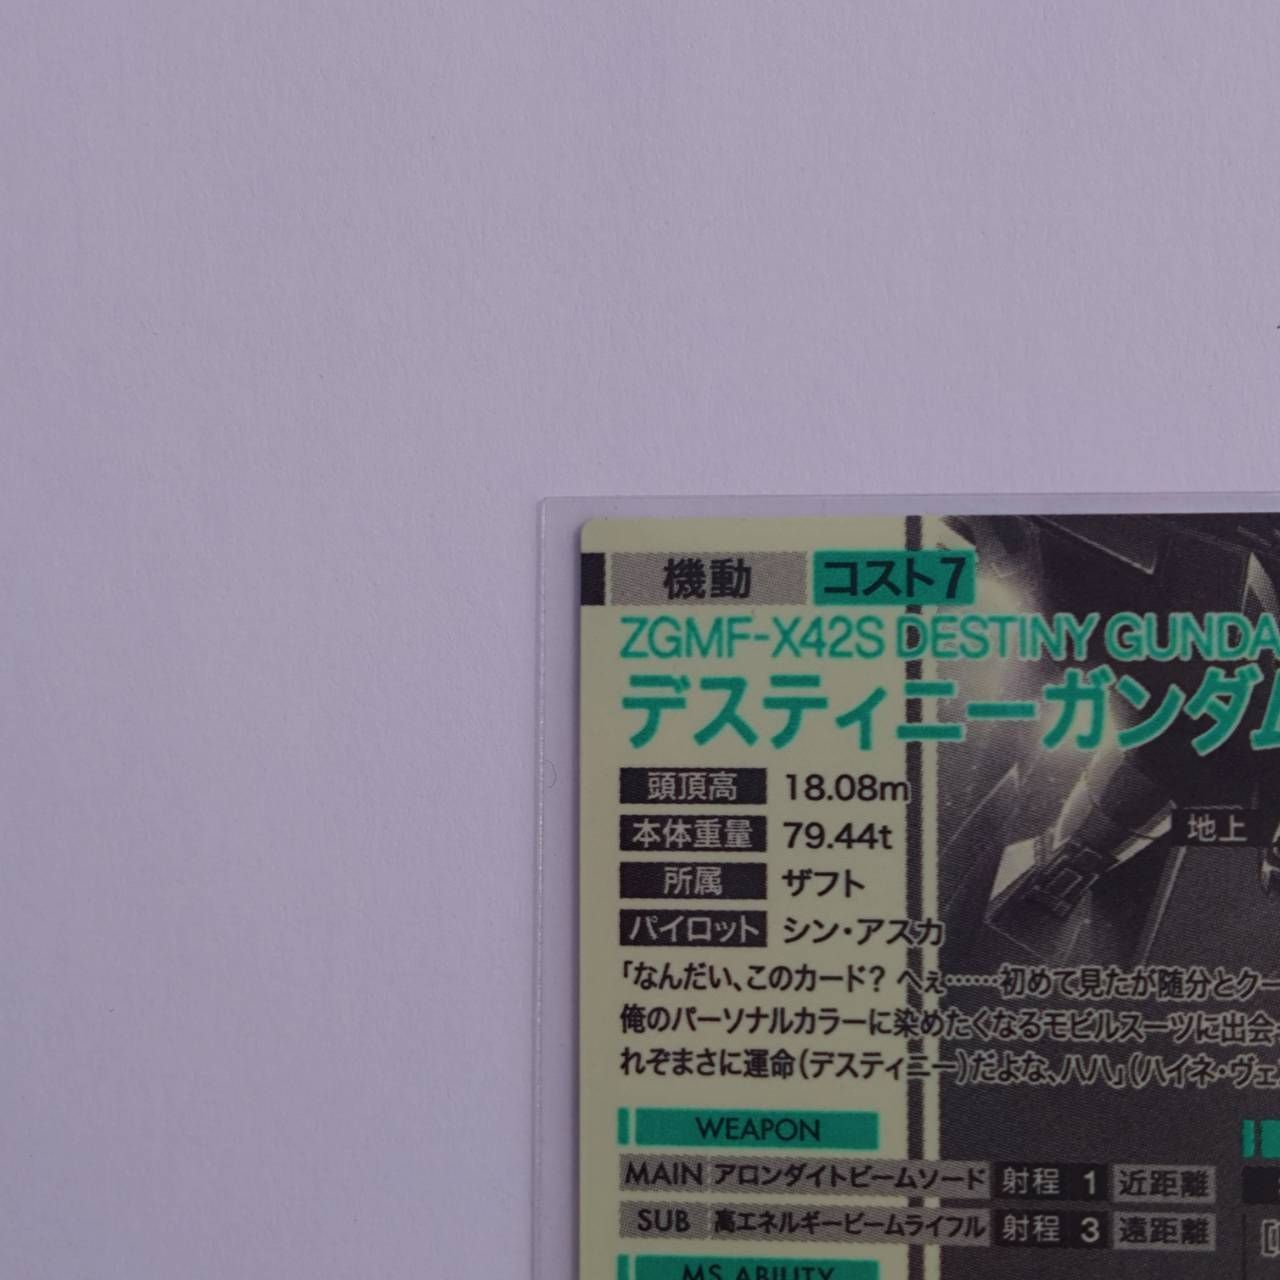 機動 コスト7
ZGMF-X42S DESTINY GUNDA
デスティニーガンダム
頭頂高 18.08m
本体重量 79.44t
地上
所属 ザフト
パイロット シン・アスカ
「なんだい、このカード? へぇ……初めて見たが随分とクー
俺のパーソナルカラーに染めたくなるモビルスーツに出会
れぞまさに運命(デスティニー)だよな、ハハ」(ハイネ・ヴェ
WEAPON
MAIN アロンダイトビームソード 射程 1 近距離
SUB 高エネルギービームライフル 射程 3 遠距離
MS ABILITY